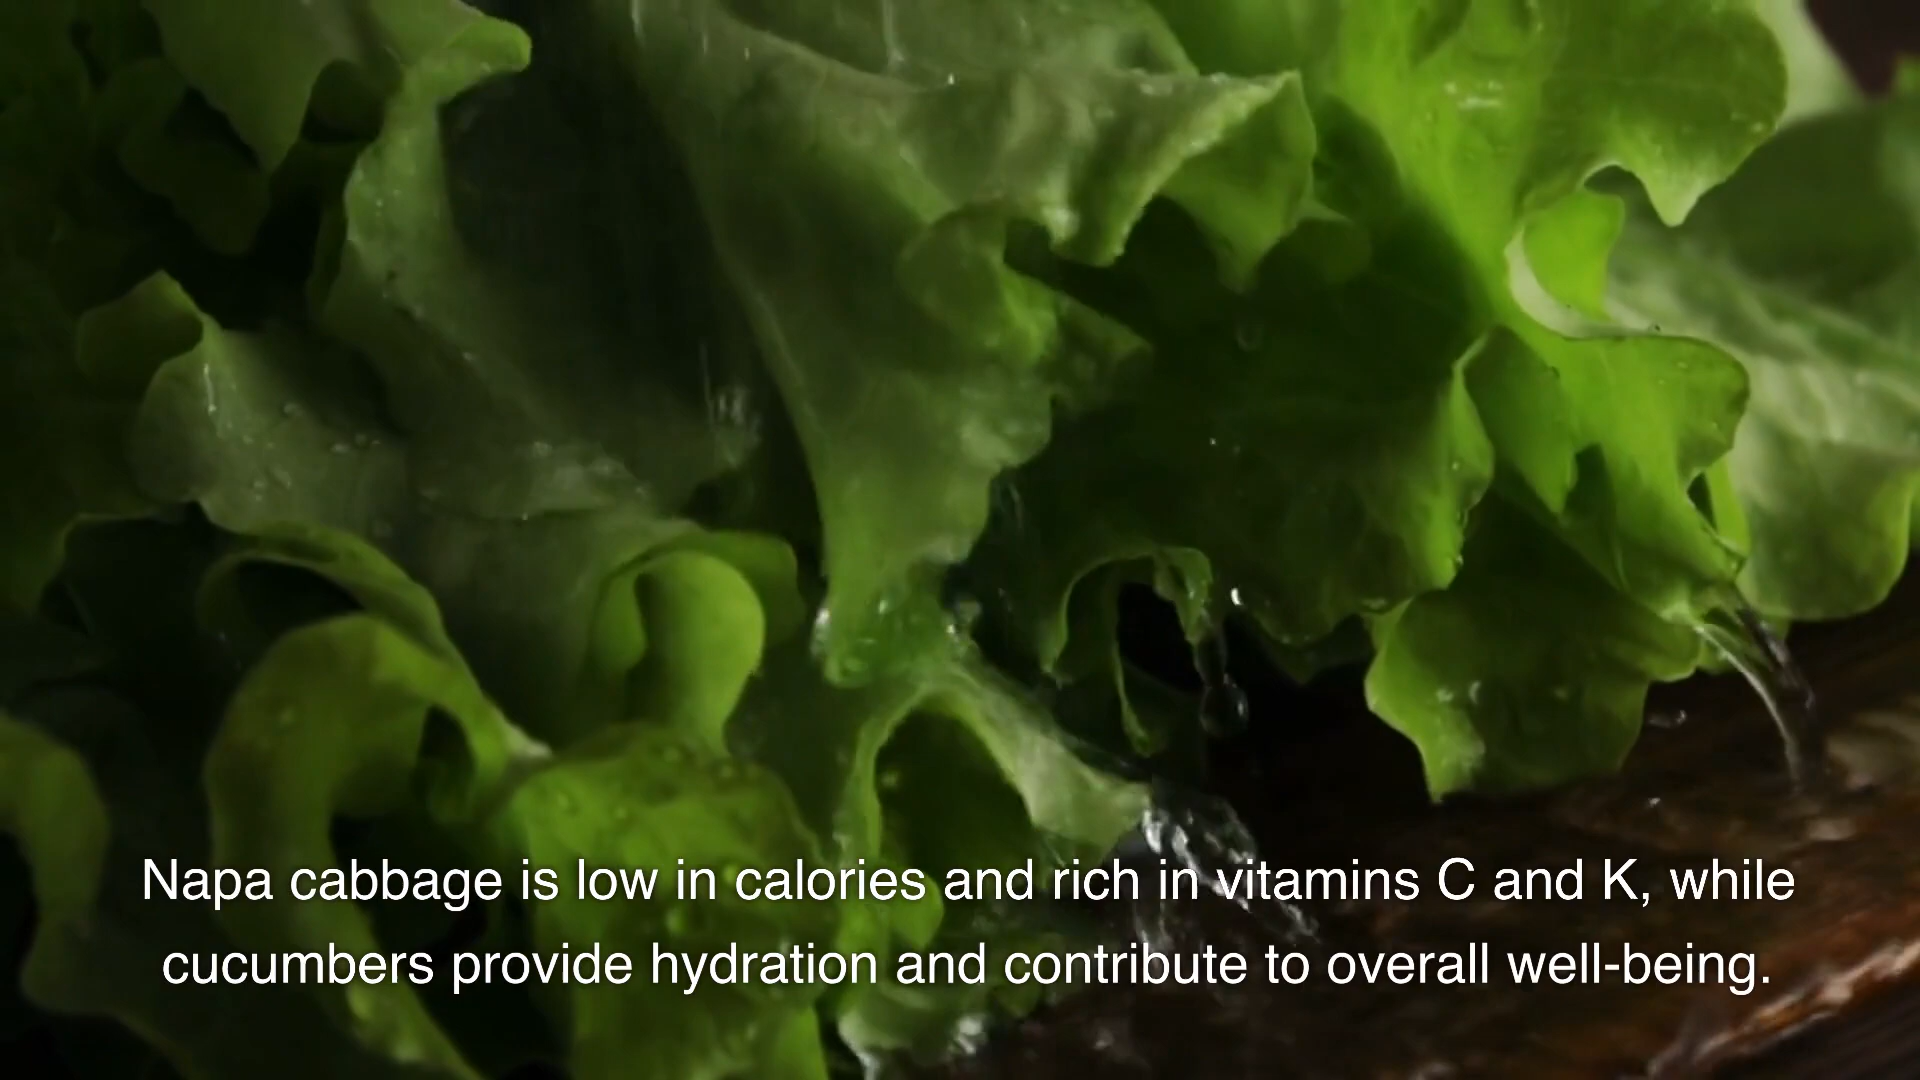 Napa cabbage is low in calories and rich in vitamins C and K, while
cucumbers provide hydration and contribute to overall well-being.